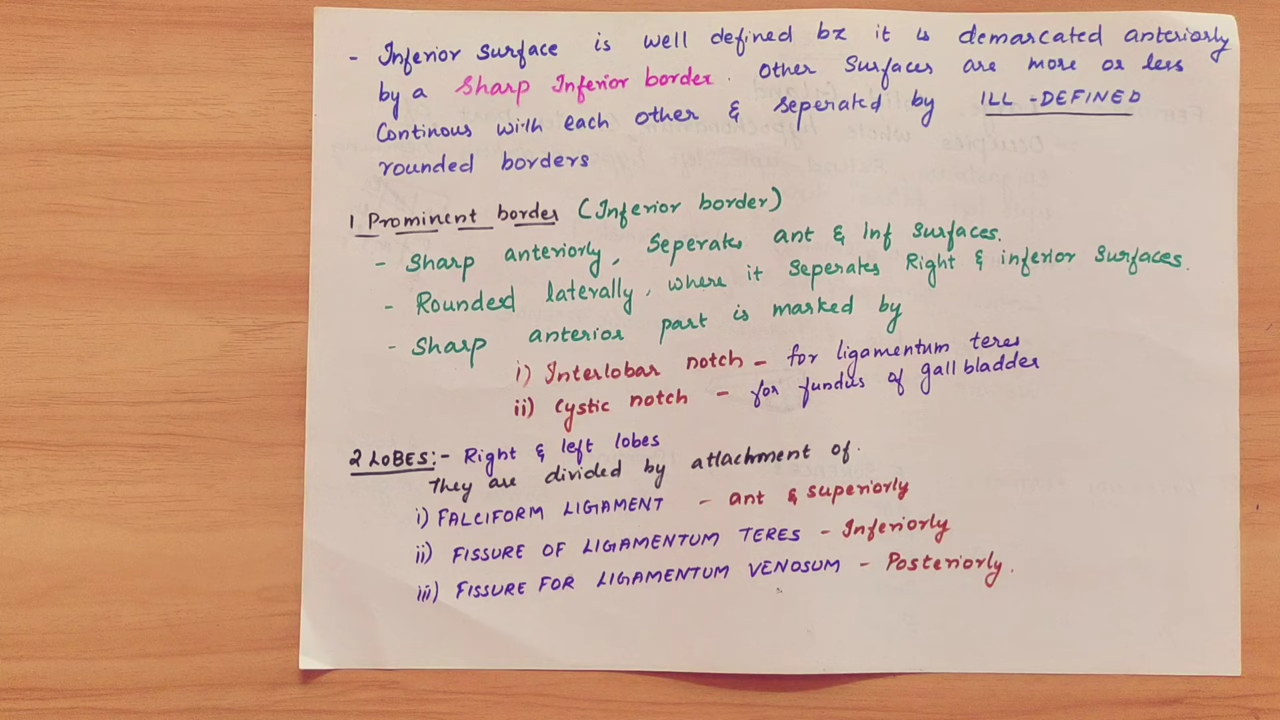 - Inferior surface is well defined bz it is demarcated anteriorly
by a Sharp Inferior border. Other Surfaces are more or less
Continous with each other & seperated by ILL-DEFINED
rounded borders
1 Prominent border (Inferior border)
- Sharp anteriorly, Seperates ant & Inf surfaces.
- Rounded laterally, where it seperates Right & inferior Surfaces.
- Sharp anterior part is marked by
i) Interlobar notch - for ligamentum teres
ii) Cystic notch - for fundus of gall bladder
2 LOBES:- Right & left lobes
They are divided by attachment of.
i) FALCIFORM LIGAMENT - ant & superiorly
ii) FISSURE OF LIGAMENTUM TERES - Inferiorly
iii) FISSURE FOR LIGAMENTUM VENOSUM - Posteriorly.